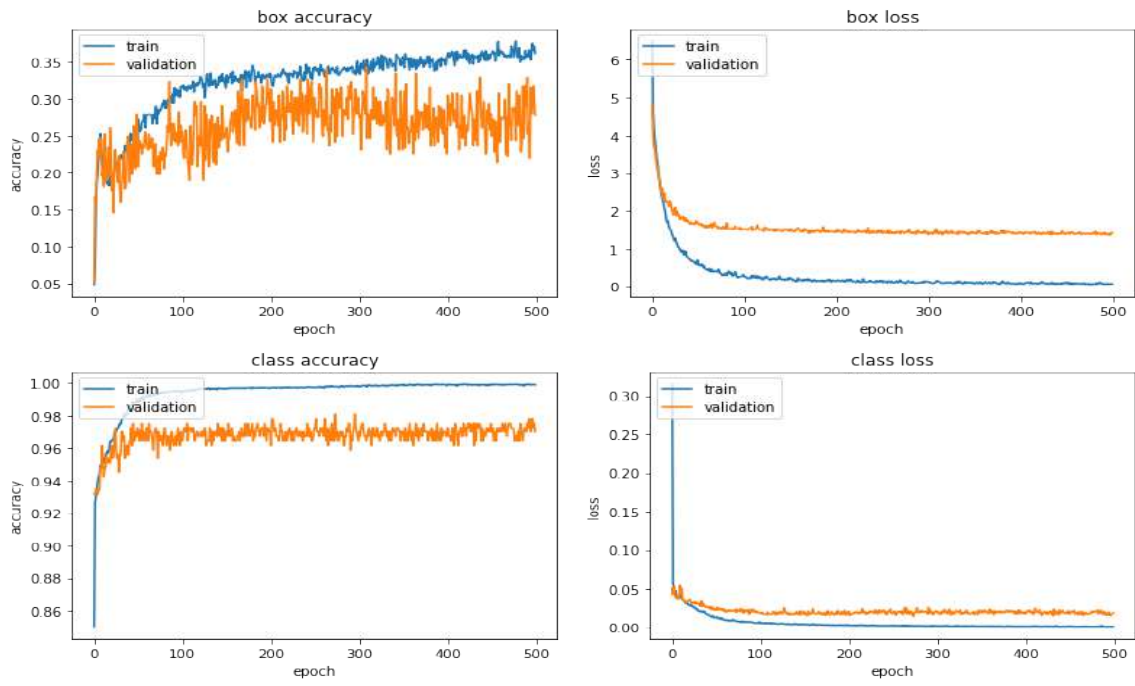 box accuracy
train
validation
accuracy
0.35
0.30
0.25
0.20
0.15
0.10
0.05
0 100 200 300 400 500
epoch
box loss
train
validation
loss
6
5
4
3
2
1
0
0 100 200 300 400 500
epoch
class accuracy
train
validation
accuracy
1.00
0.98
0.96
0.94
0.92
0.90
0.88
0.86
0 100 200 300 400 500
epoch
class loss
train
validation
loss
0.30
0.25
0.20
0.15
0.10
0.05
0.00
0 100 200 300 400 500
epoch